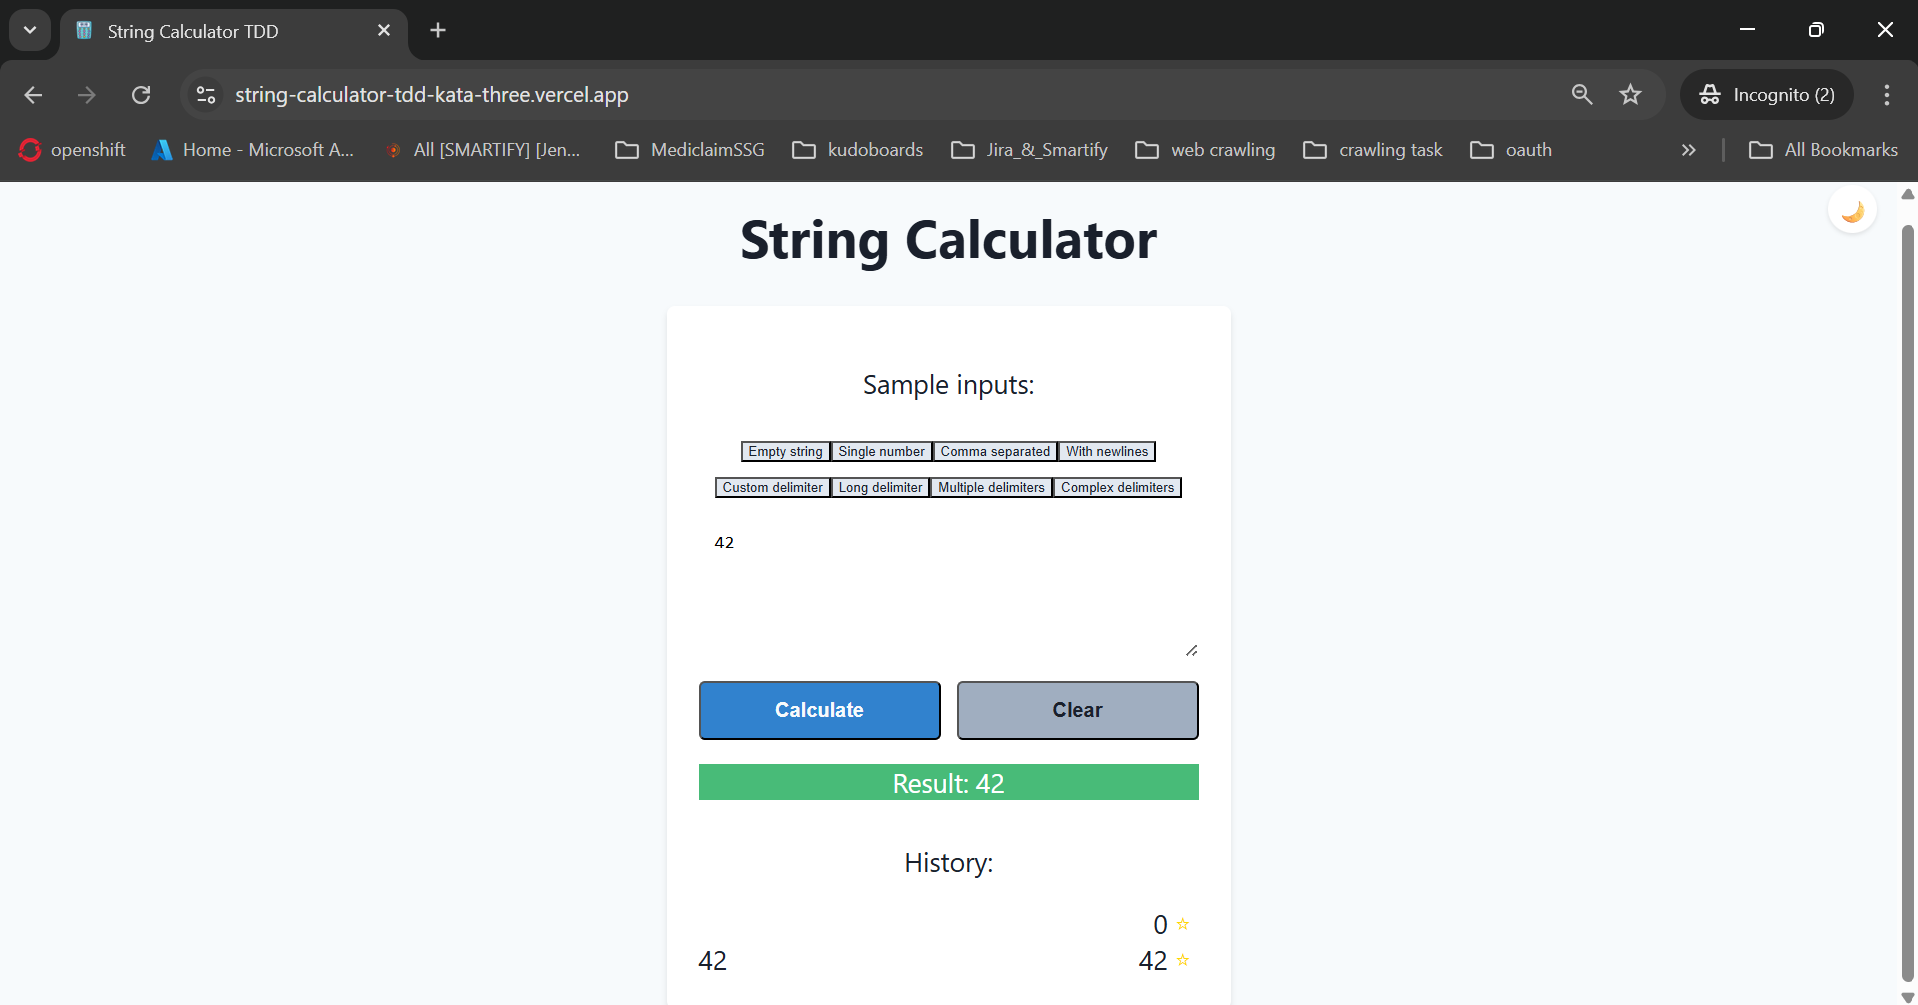 String Calculator TDD
string-calculator-tdd-kata-three.vercel.app
Incognito (2)
openshift
Home - Microsoft A...
All [SMARTIFY] [Jen...
MediclaimSSG
kudoboards
Jira_&_Smartify
web crawling
crawling task
oauth
All Bookmarks
String Calculator
Sample inputs:
Empty string Single number Comma separated With newlines
Custom delimiter Long delimiter Multiple delimiters Complex delimiters
42
Calculate Clear
Result: 42
History:
0 ☆
42 42 ☆